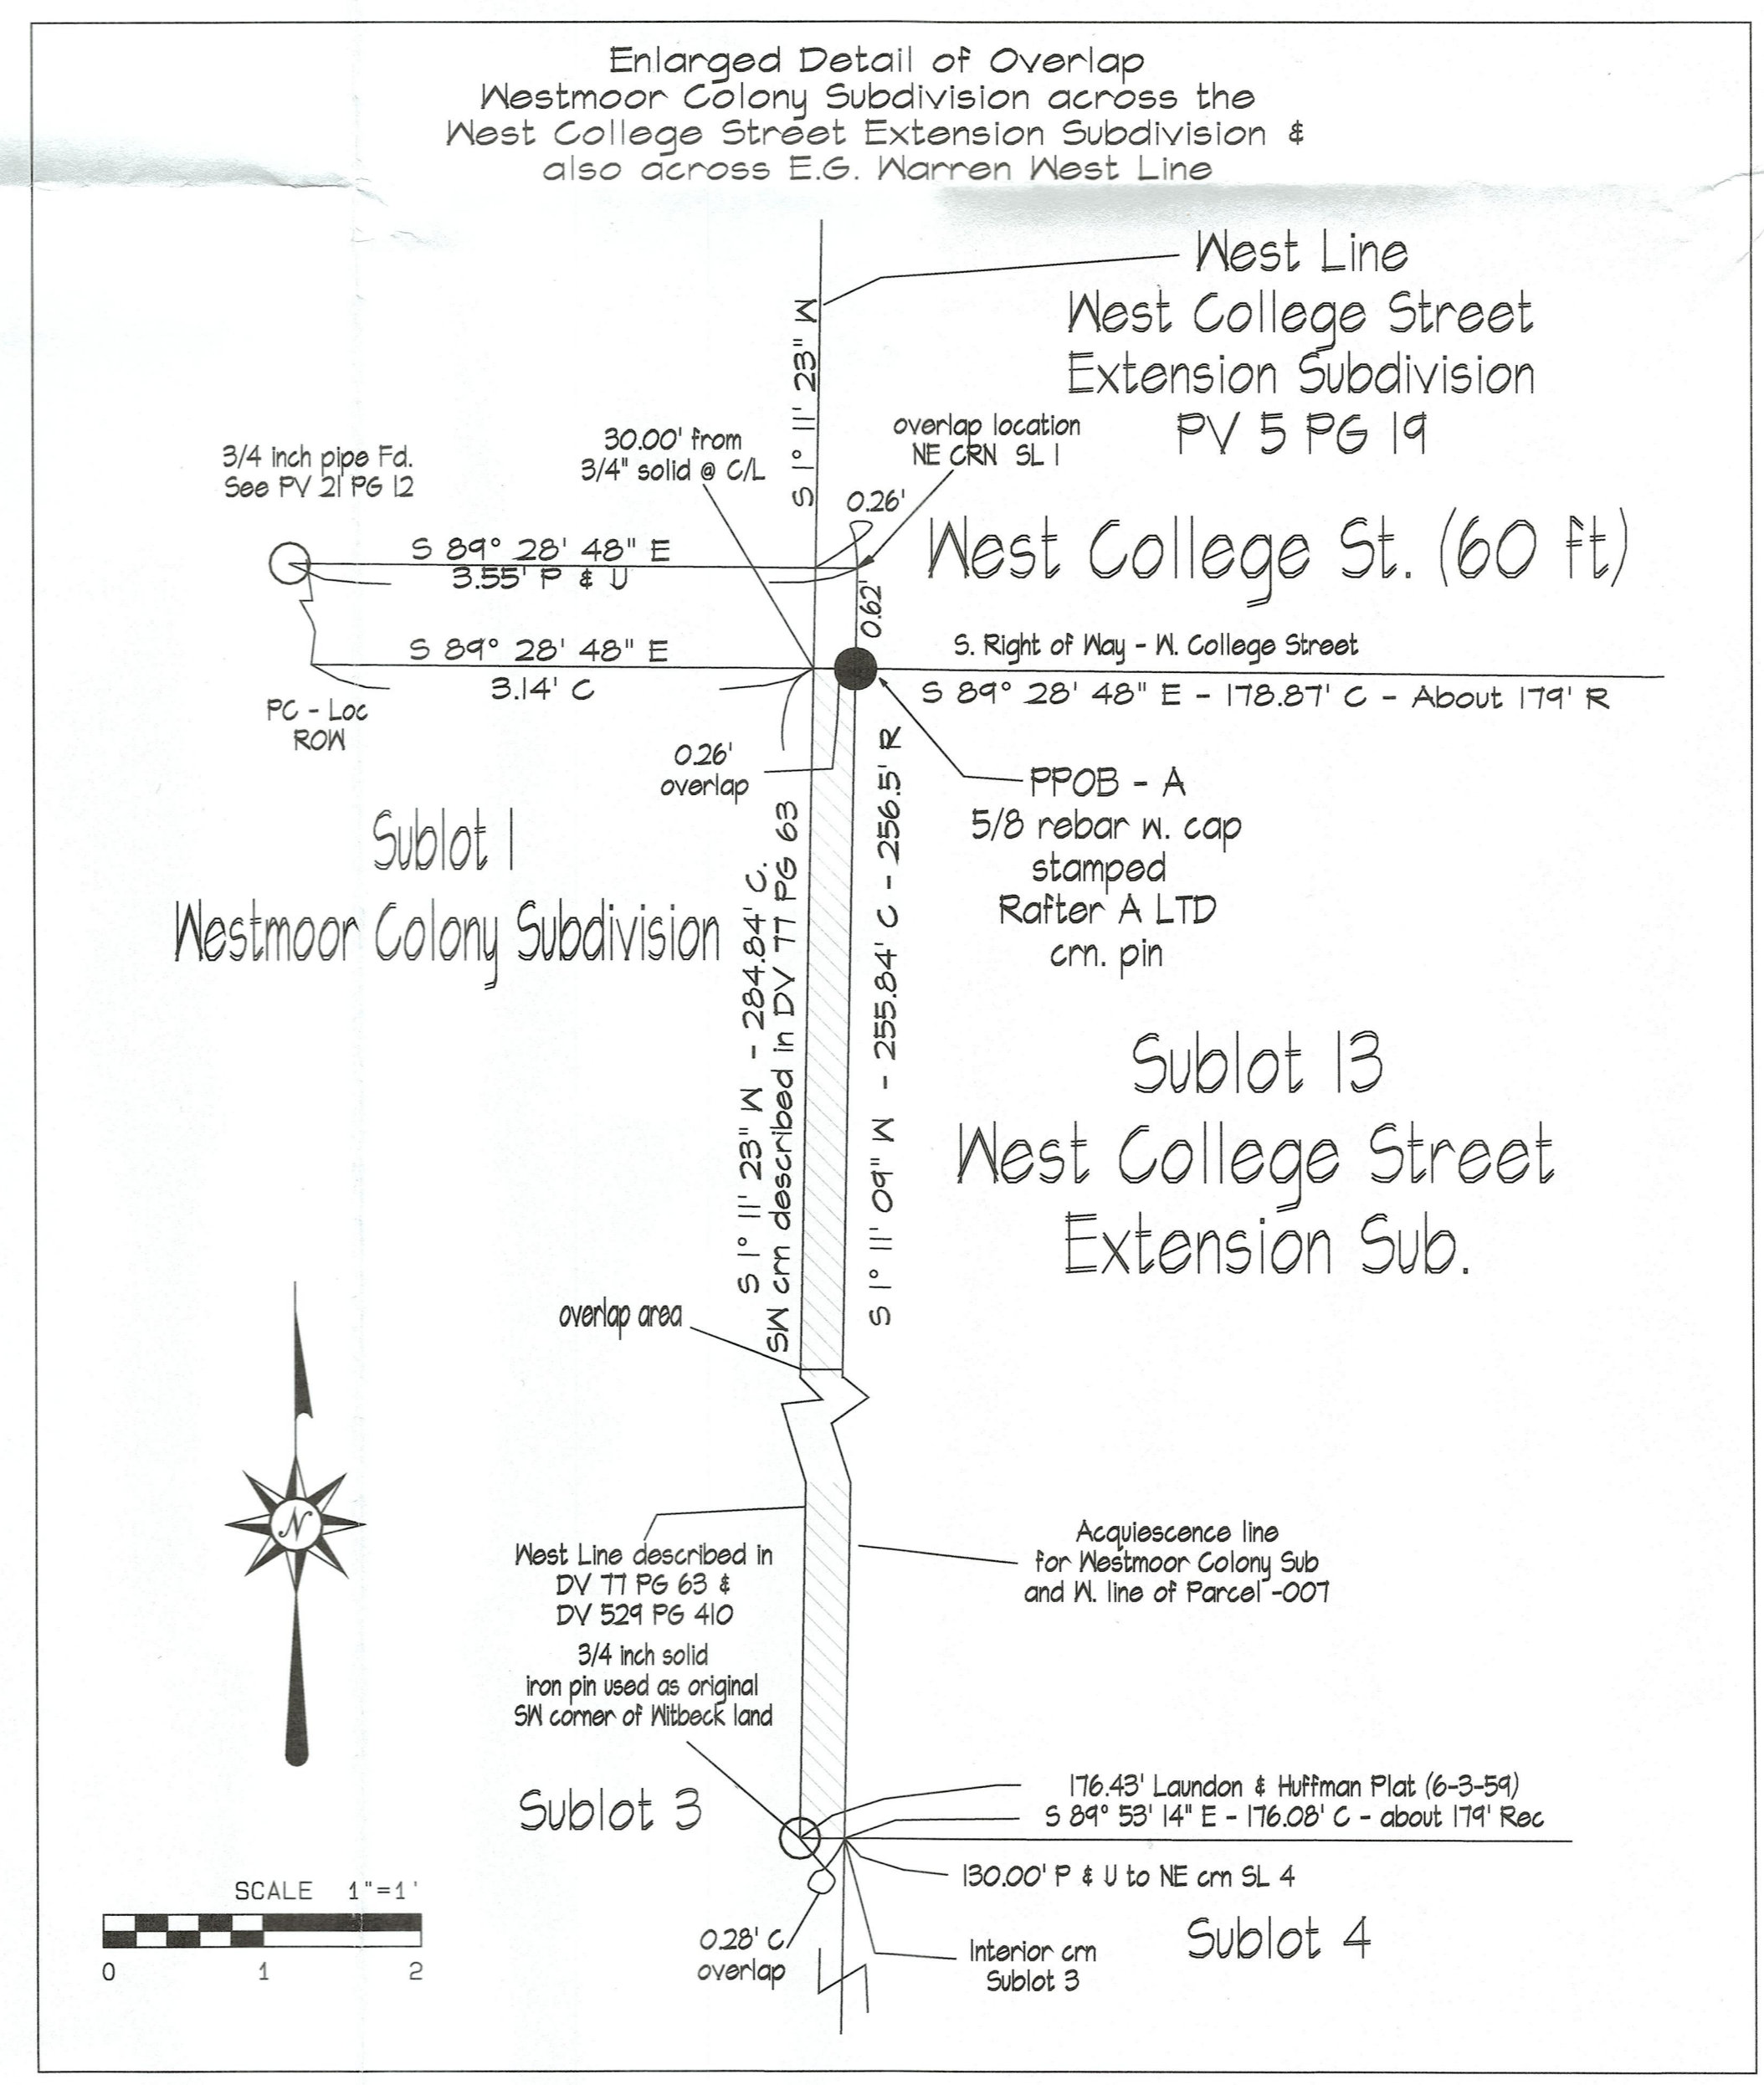 Enlarged Detail of Overlap
Westmoor Colony Subdivision across the
West College Street Extension Subdivision &
also across E.G. Warren West Line
West Line
West College Street
Extension Subdivision
PV 5 PG 19
S 1° 11' 23" W
overlap location
NE CRN SL 1
30.00' from
3/4" solid @ C/L
3/4 inch pipe Fd.
See PV 21 PG 12
0.26'
West College St. (60 ft)
S 89° 28' 48" E
3.55' P & U
0.62'
S 89° 28' 48" E
3.14' C
S. Right of Way - W. College Street
S 89° 28' 48" E - 178.87' C - About 179' R
PC - Loc
ROW
0.26'
overlap
PPOB - A
5/8 rebar w. cap
stamped
Rafter A LTD
crn. pin
Sublot 1
Westmoor Colony Subdivision
S 1° 11' 23" W - 284.84' C.
SW crn described in DV 77 PG 63
S 1° 11' 09" W - 255.84' C - 256.5' R
Sublot 13
West College Street
Extension Sub.
overlap area
N
West Line described in
DV 77 PG 63 &
DV 529 PG 410
Acquiescence line
for Westmoor Colony Sub
and W. line of Parcel -007
3/4 inch solid
iron pin used as original
SW corner of Witbeck land
Sublot 3
176.43' Laundon & Huffman Plat (6-3-59)
S 89° 53' 14" E - 176.08' C - about 179' Rec
130.00' P & U to NE crn SL 4
Sublot 4
0.28' C
overlap
Interior crn
Sublot 3
SCALE 1"=1'
0 1 2